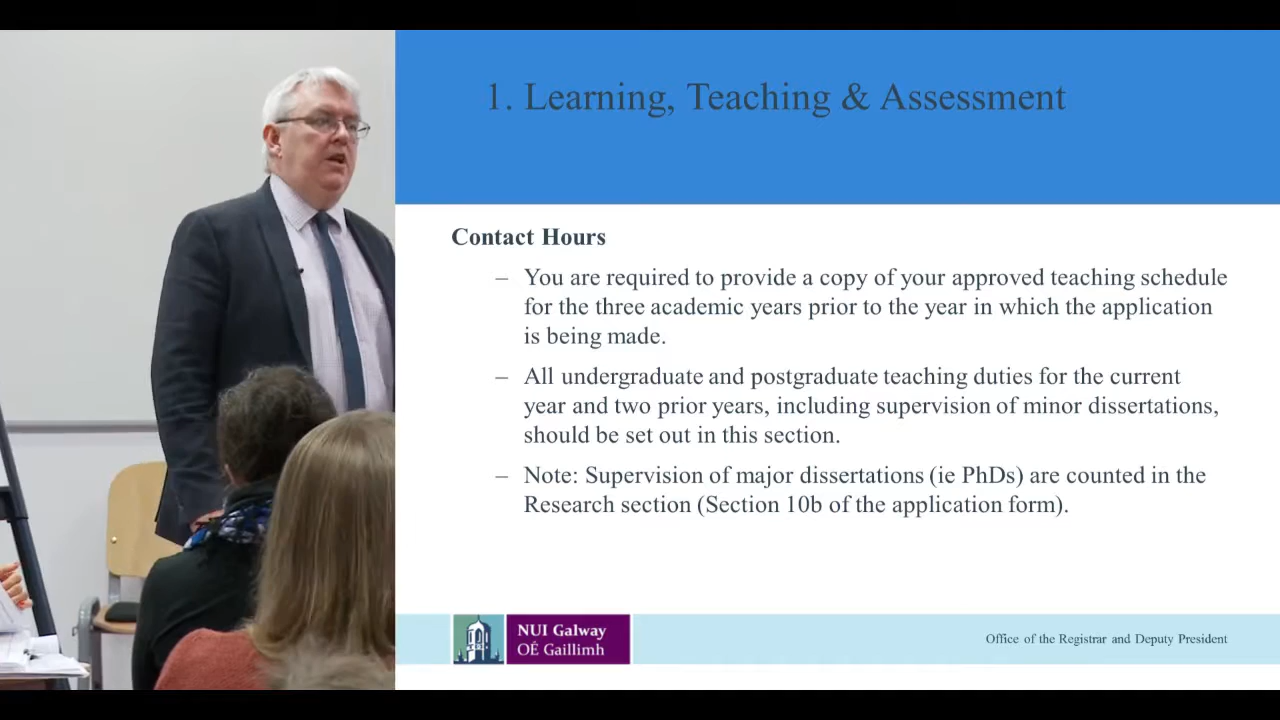 1. Learning, Teaching & Assessment
Contact Hours
– You are required to provide a copy of your approved teaching schedule
for the three academic years prior to the year in which the application
is being made.
– All undergraduate and postgraduate teaching duties for the current
year and two prior years, including supervision of minor dissertations,
should be set out in this section.
– Note: Supervision of major dissertations (ie PhDs) are counted in the
Research section (Section 10b of the application form).
NUI Galway
OÉ Gaillimh
Office of the Registrar and Deputy President